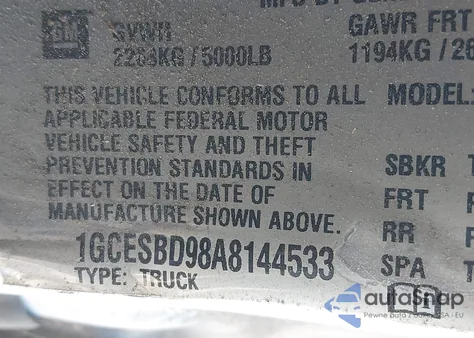 GM
GVWR
2268KG / 5000LB
GAWR FRT
1194KG / 26
THIS VEHICLE CONFORMS TO ALL
APPLICABLE FEDERAL MOTOR
VEHICLE SAFETY AND THEFT
PREVENTION STANDARDS IN
EFFECT ON THE DATE OF
MANUFACTURE SHOWN ABOVE.
1GCESBD98A8144533
TYPE: TRUCK
MODEL:
SBKR T
FRT
RR
SPA T
autoSnap